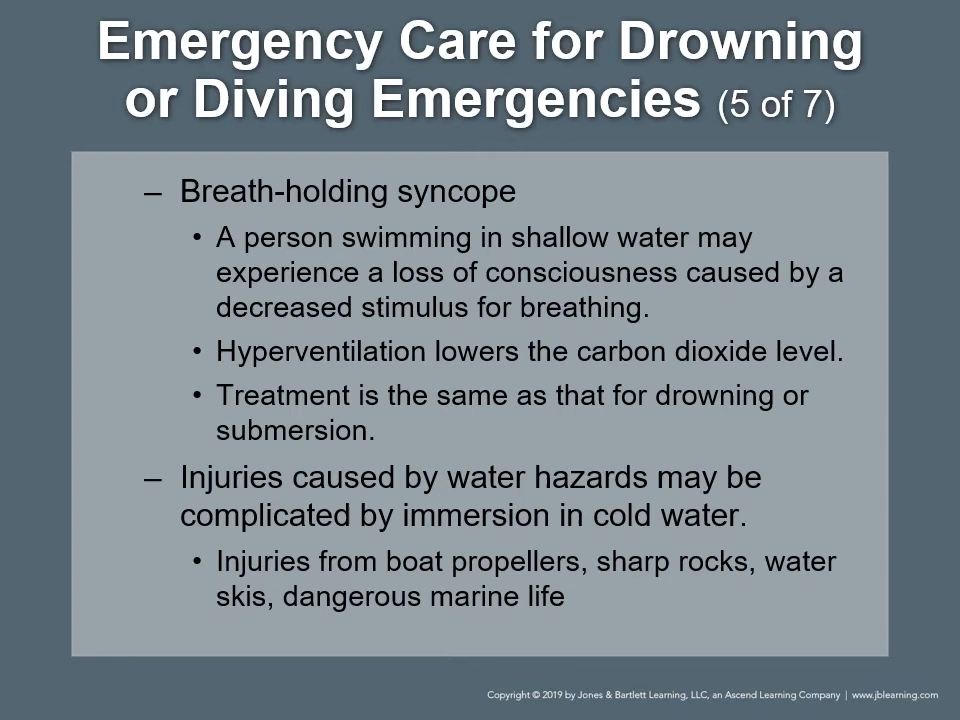 Emergency Care for Drowning
or Diving Emergencies (5 of 7)
– Breath-holding syncope
• A person swimming in shallow water may
experience a loss of consciousness caused by a
decreased stimulus for breathing.
• Hyperventilation lowers the carbon dioxide level.
• Treatment is the same as that for drowning or
submersion.
– Injuries caused by water hazards may be
complicated by immersion in cold water.
• Injuries from boat propellers, sharp rocks, water
skis, dangerous marine life
Copyright © 2019 by Jones & Bartlett Learning, LLC, an Ascend Learning Company | www.jblearning.com